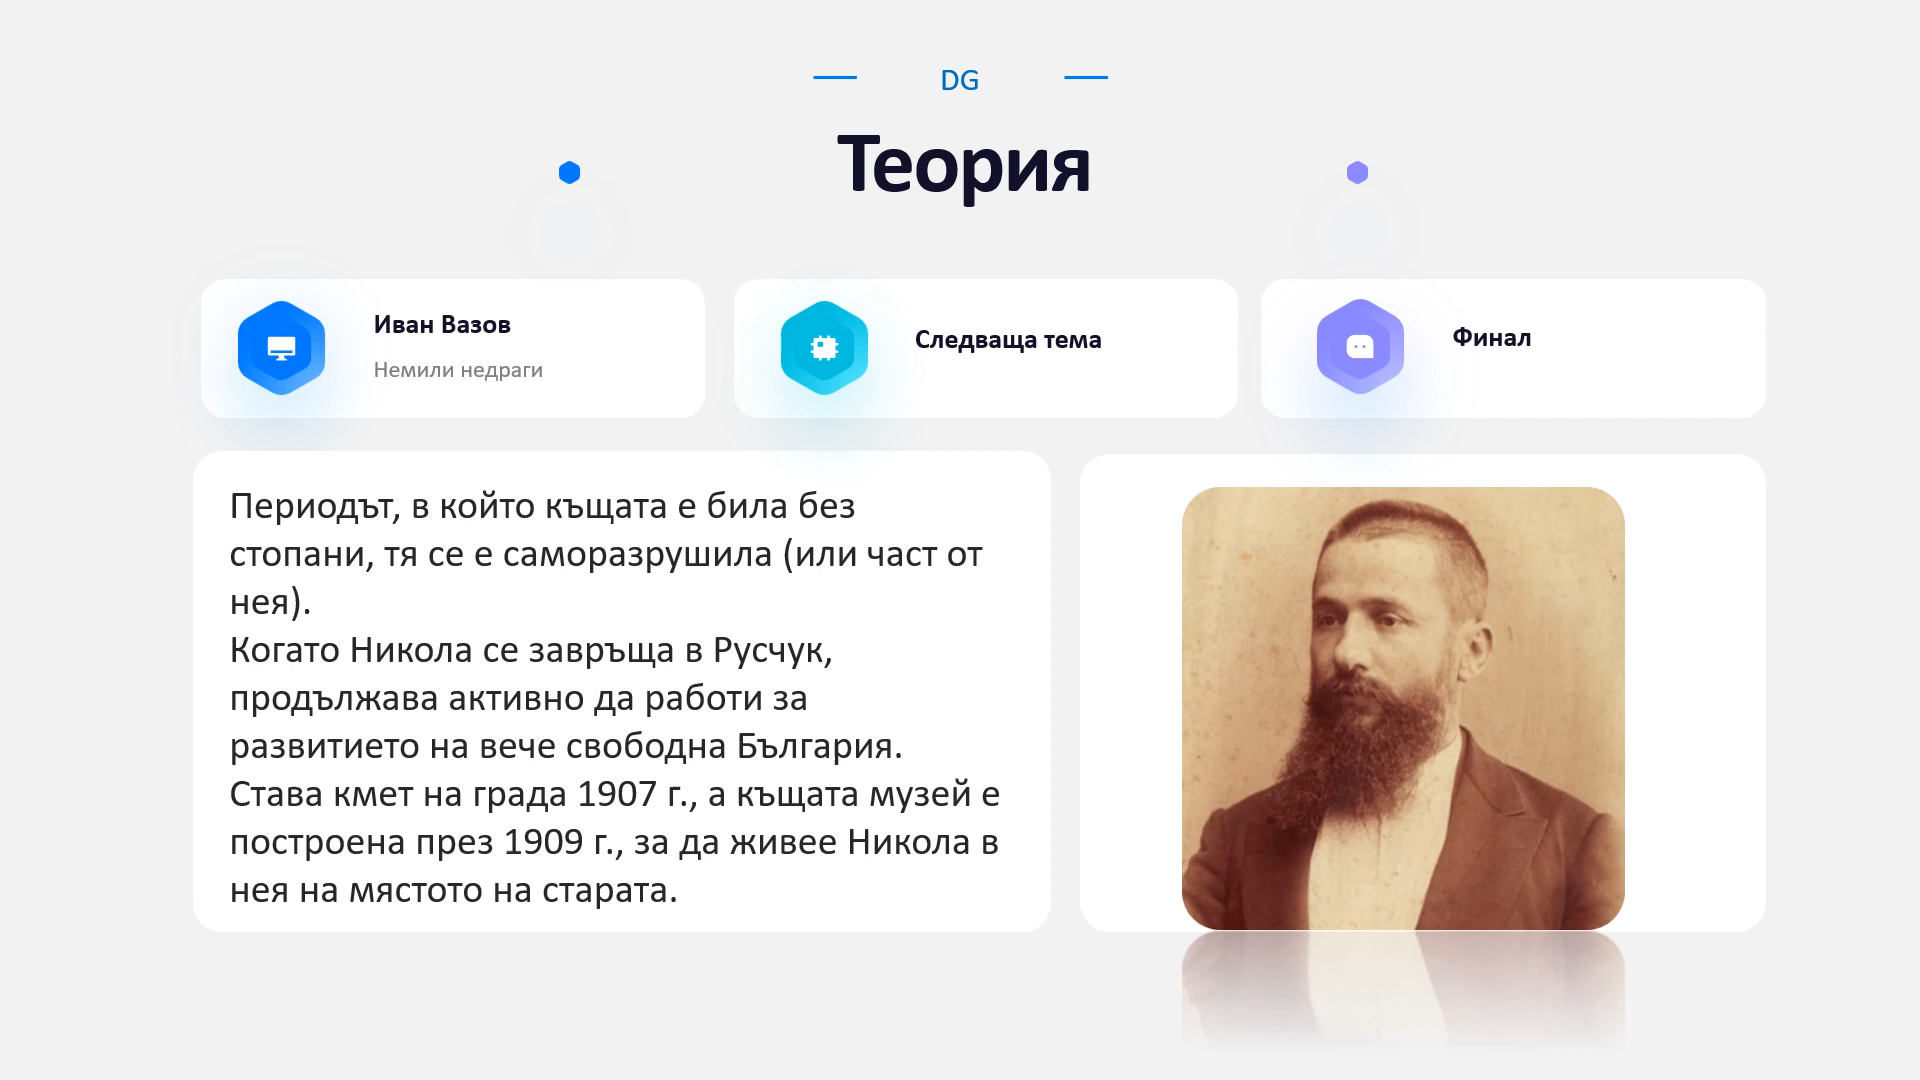 DG
Теория
Иван Вазов
Немили недраги
Следваща тема
Финал
Периодът, в който къщата е била без
стопани, тя се е саморазрушила (или част от
нея).
Когато Никола се завръща в Русчук,
продължава активно да работи за
развитието на вече свободна България.
Става кмет на града 1907 г., а къщата музей е
построена през 1909 г., за да живее Никола в
нея на мястото на старата.